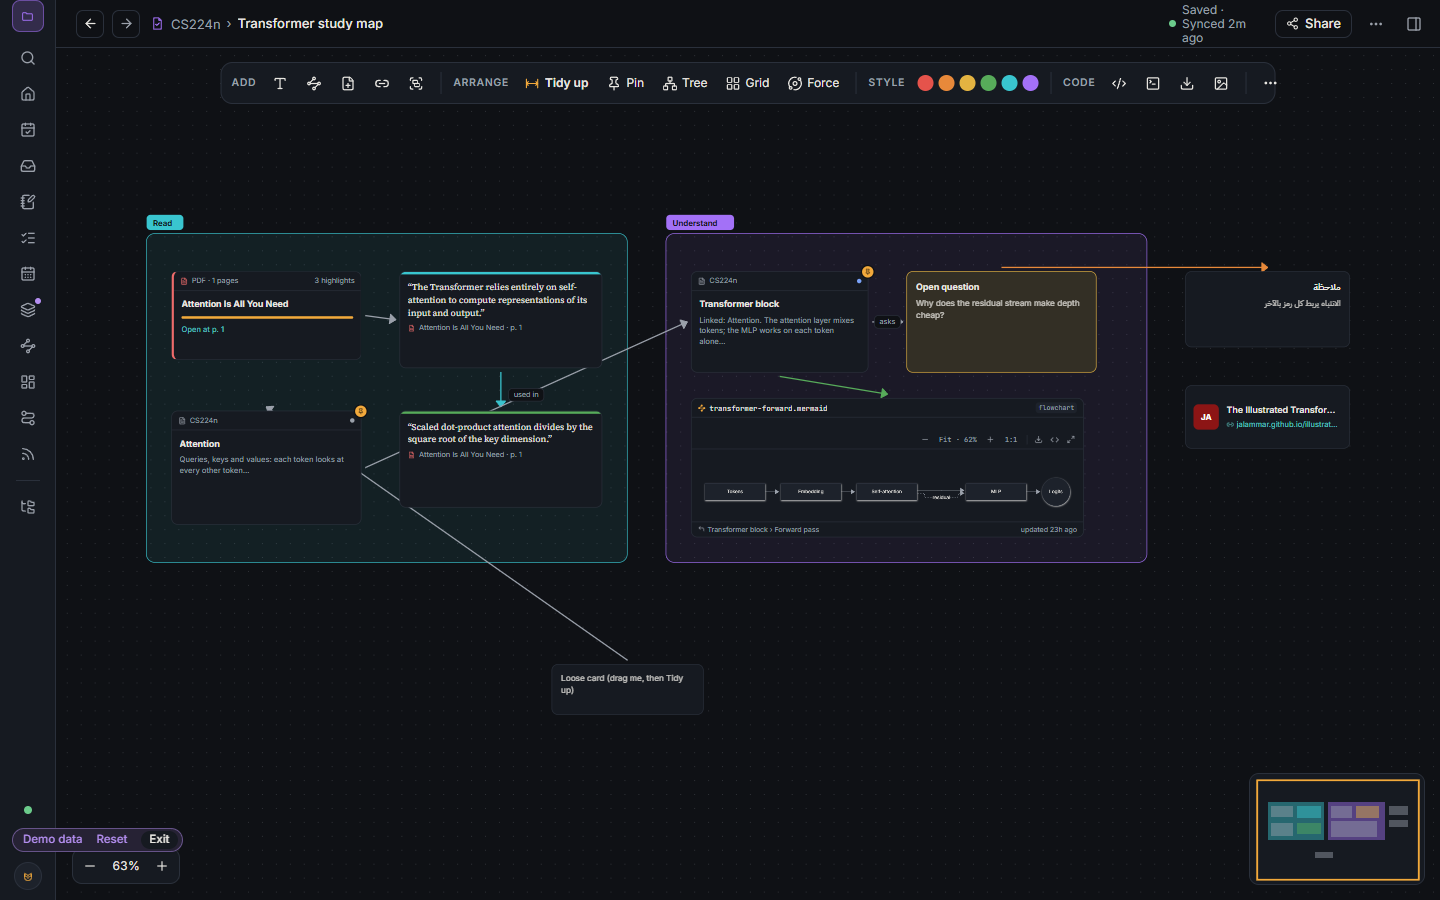 CS224n › Transformer study map
Saved ·
Synced 2m
ago
Share
ADD
ARRANGE
Tidy up
Pin
Tree
Grid
Force
STYLE
CODE
Read
PDF · 1 pages
3 highlights
Attention Is All You Need
Open at p. 1
“The Transformer relies entirely on self-
attention to compute representations of its
input and output.”
Attention Is All You Need · p. 1
used in
CS224n
Attention
Queries, keys and values: each token looks at
every other token...
“Scaled dot-product attention divides by the
square root of the key dimension.”
Attention Is All You Need · p. 1
Understand
CS224n
Transformer block
Linked: Attention. The attention layer mixes
tokens; the MLP works on each token
alone...
asks
Open question
Why does the residual stream make depth
cheap?
transformer-forward.mermaid
flowchart
Fit · 62%
1:1
Tokens
Embedding
Self-attention
residual
MLP
Logits
Transformer block › Forward pass
updated 23h ago
ملاحظة
الانتباه يربط كل رمز بالآخر
JA
The Illustrated Transfor...
jalammar.github.io/illustrat...
Loose card (drag me, then Tidy
up)
Demo data
Reset
Exit
63%